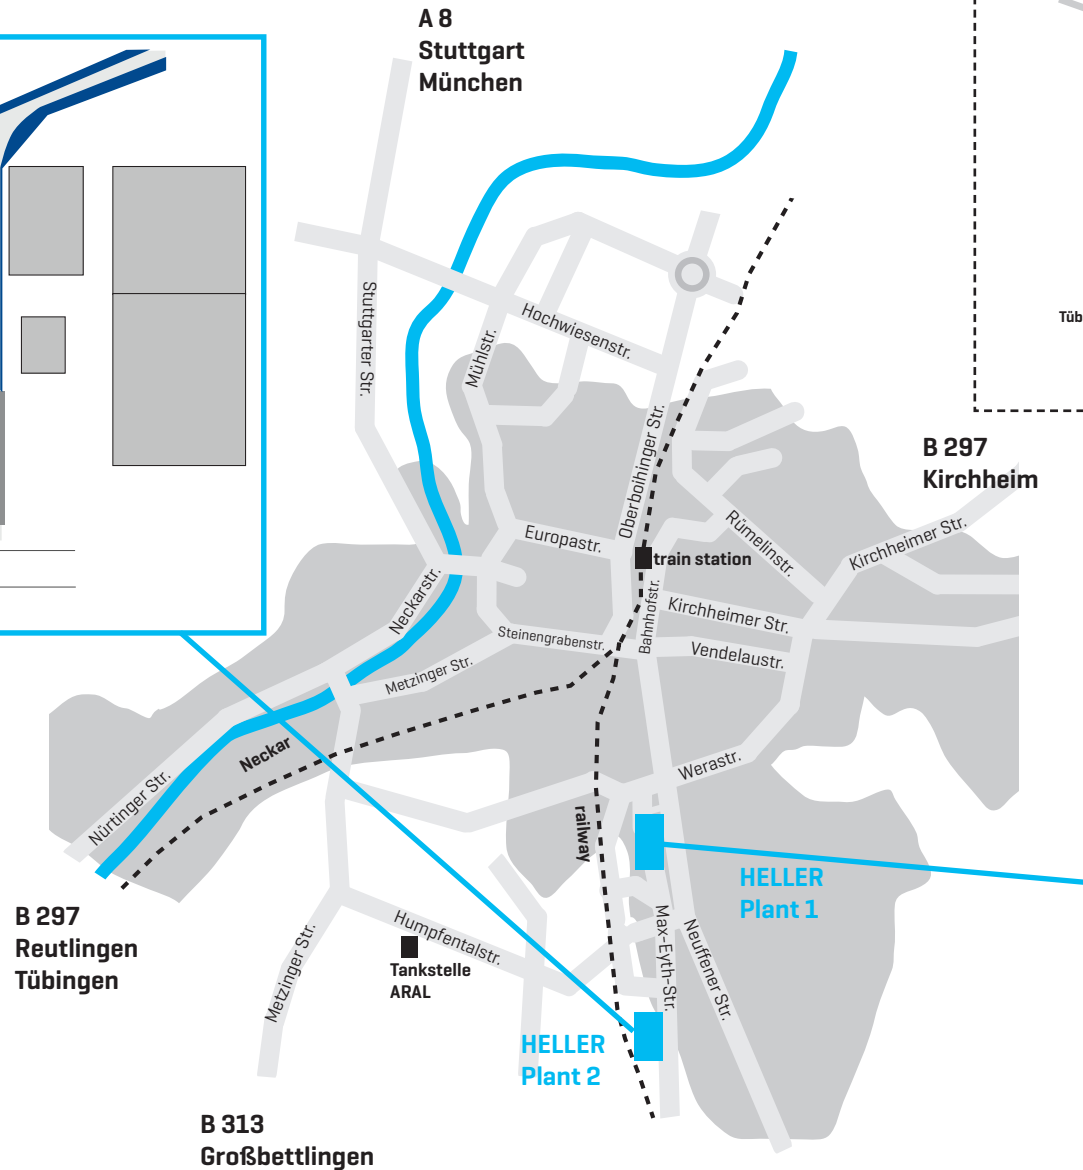 A 8
Stuttgart
München
Stuttgarter Str.
Hochwiesenstr.
Mühlstr.
Oberboihinger Str.
B 297
Kirchheim
Europastr.
train station
Rümelinstr.
Kirchheimer Str.
Neckarstr.
Bahnhofstr.
Kirchheimer Str.
Steinengrabenstr.
Vendelaustr.
Metzinger Str.
Neckar
Werastr.
Nürtinger Str.
railway
HELLER
Plant 1
B 297
Reutlingen
Tübingen
Metzinger Str.
Humpfentalstr.
Tankstelle
ARAL
Max-Eyth-Str.
Neuffener Str.
HELLER
Plant 2
B 313
Großbettlingen
Tüb